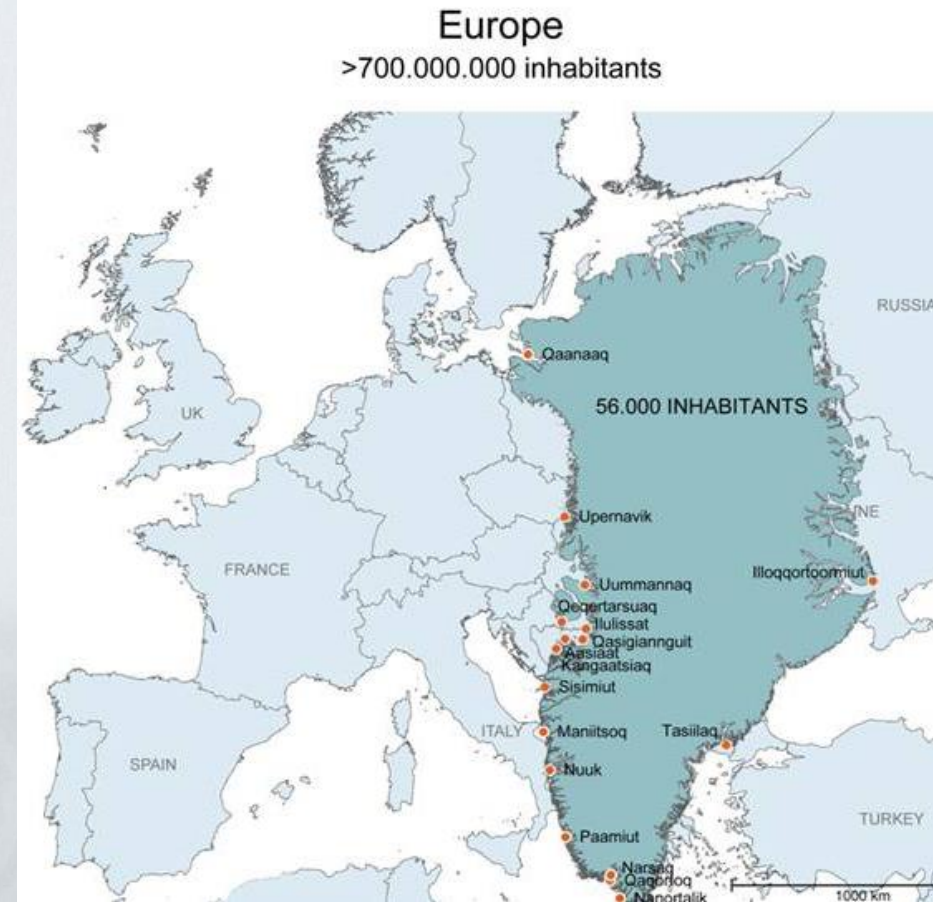 Europe
>700.000.000 inhabitants
RUSSIA
Qaanaaq
56.000 INHABITANTS
UK
Upernavik
INE
FRANCE
Illoqqortoormiut
Uummannaq
Qeqertarsuaq
Ilulissat
Qasigiannguit
Aasiaat
Kangaatsiaq
Sisimiut
ITALY
Maniitsoq
Tasiilaq
SPAIN
Nuuk
TURKEY
Paamiut
Narsaq
Qaqortoq
Nanortalik
1000 km